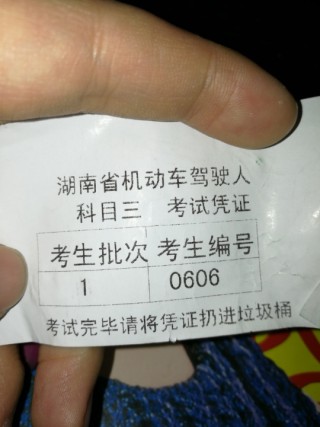 湖南省机动车驾驶人
科目三 考试凭证
考生批次 考生编号
1 0606
考试完毕请将凭证扔进垃圾桶